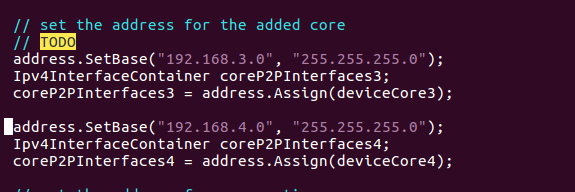 // set the address for the added core
// TODO
address.SetBase("192.168.3.0", "255.255.255.0");
Ipv4InterfaceContainer coreP2PInterfaces3;
coreP2PInterfaces3 = address.Assign(deviceCore3);
address.SetBase("192.168.4.0", "255.255.255.0");
Ipv4InterfaceContainer coreP2PInterfaces4;
coreP2PInterfaces4 = address.Assign(deviceCore4);